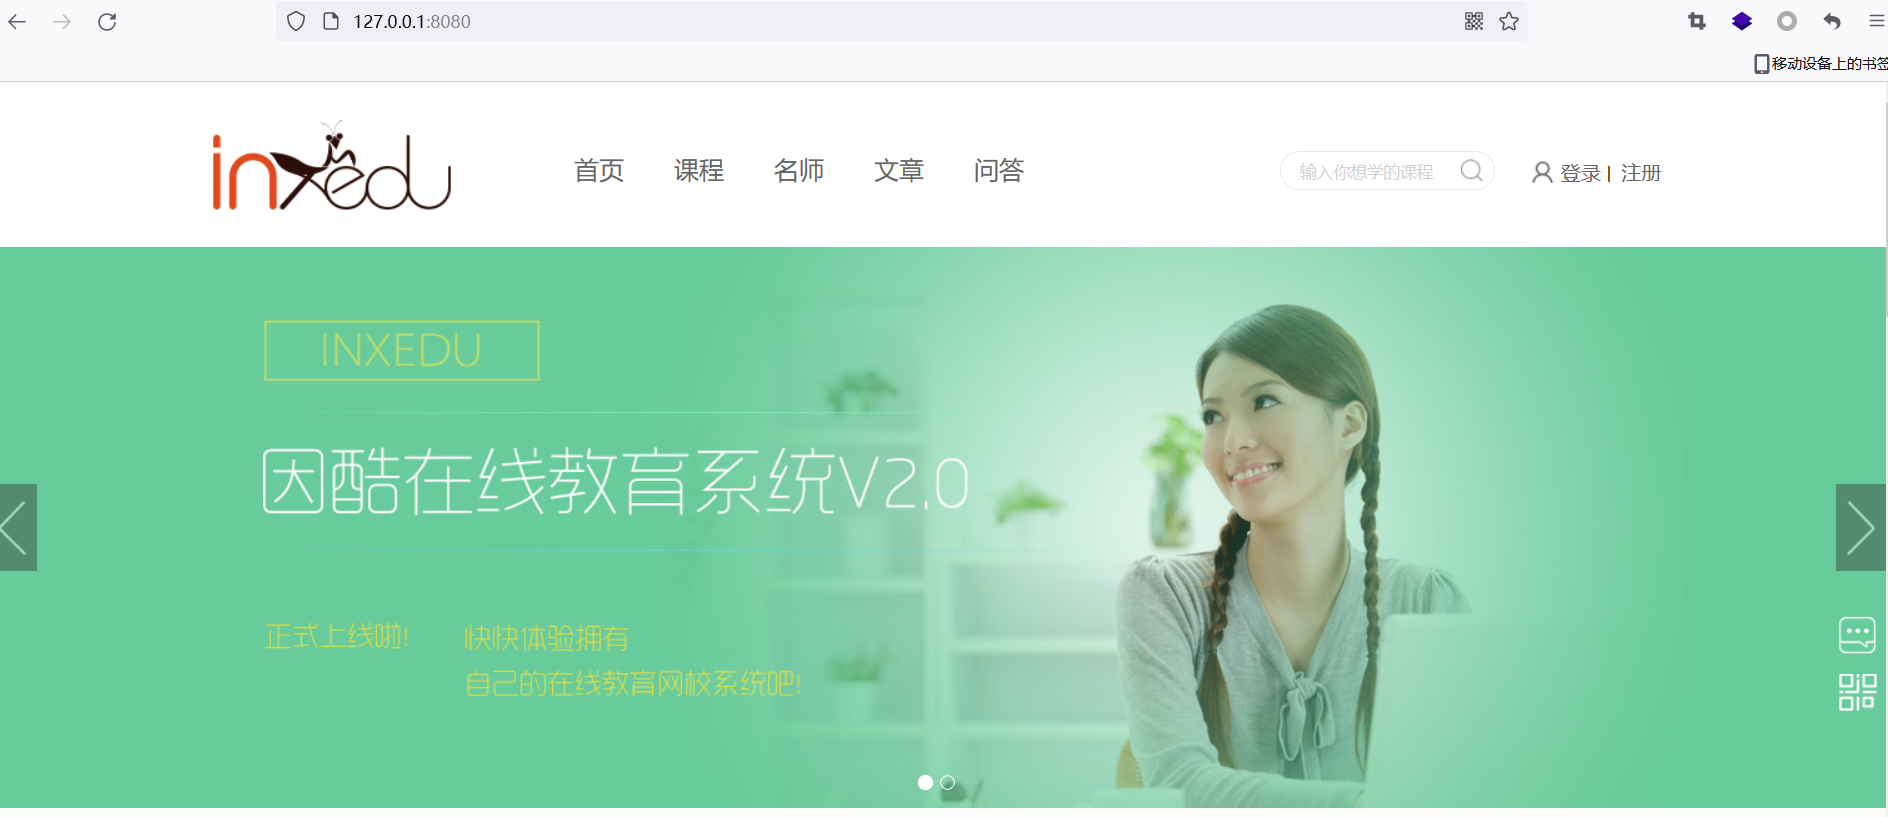 127.0.0.1:8080
移动设备上的书签
inxedu
首页 课程 名师 文章 问答
输入你想学的课程
登录 | 注册
INXEDU
因酷在线教育系统V2.0
正式上线啦! 快快体验拥有
自己的在线教育网校系统吧!